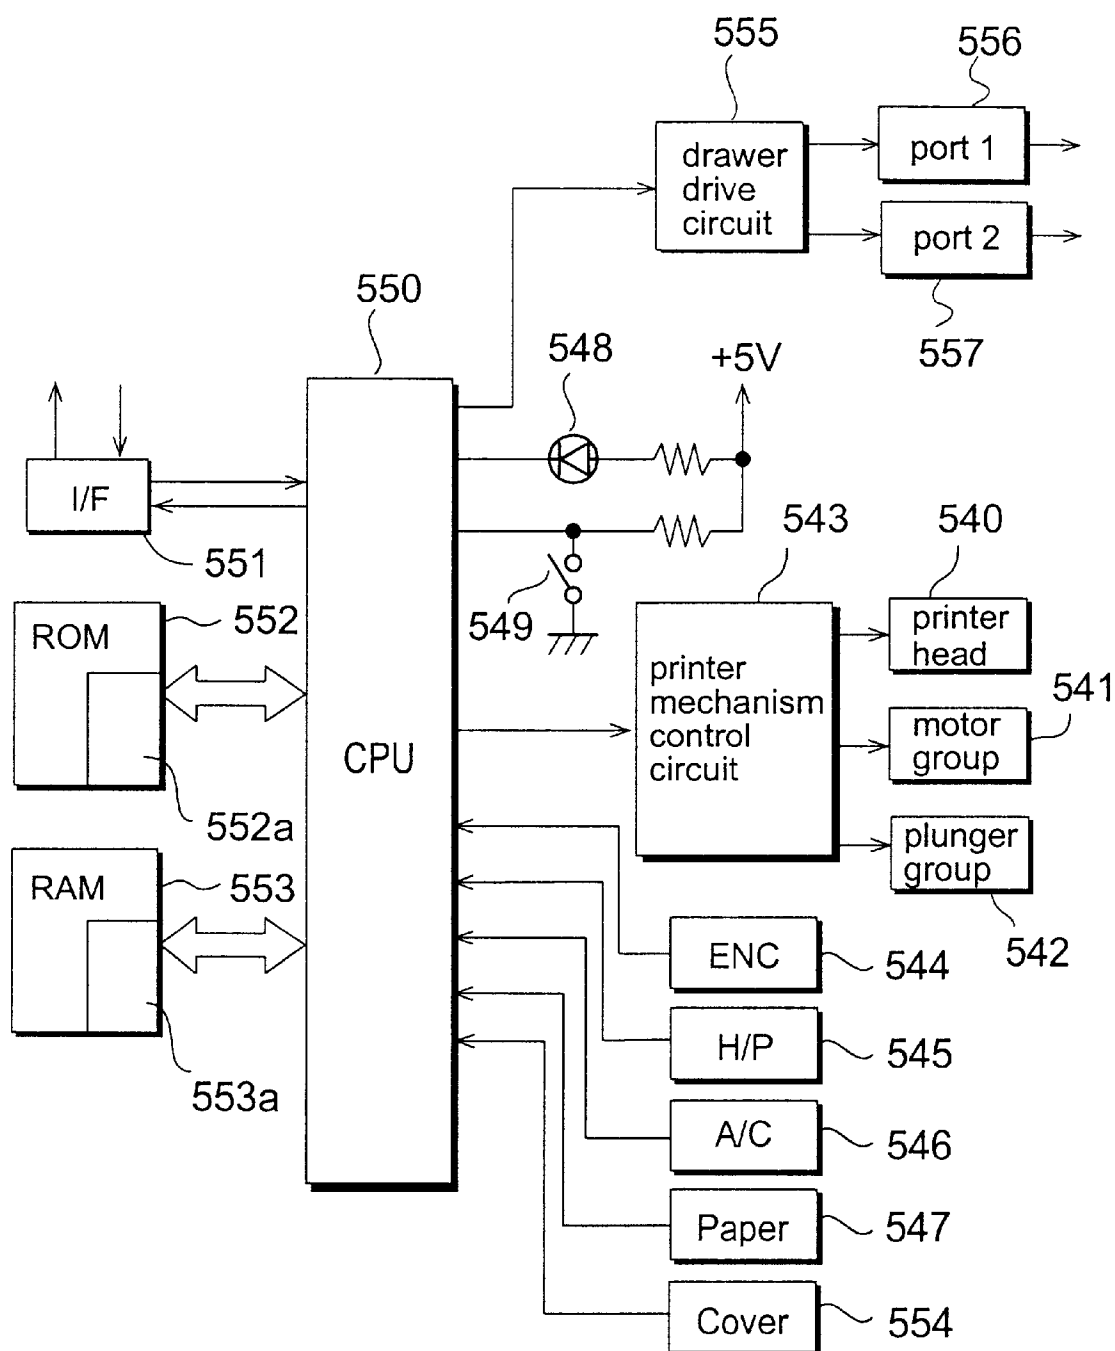 555
556
drawer
drive
circuit
port 1
port 2
557
550
548
+5V
I/F
551
549
543
540
ROM
552
552a
CPU
printer
mechanism
control
circuit
printer
head
541
motor
group
plunger
group
542
RAM
553
553a
ENC
544
H/P
545
A/C
546
Paper
547
Cover
554